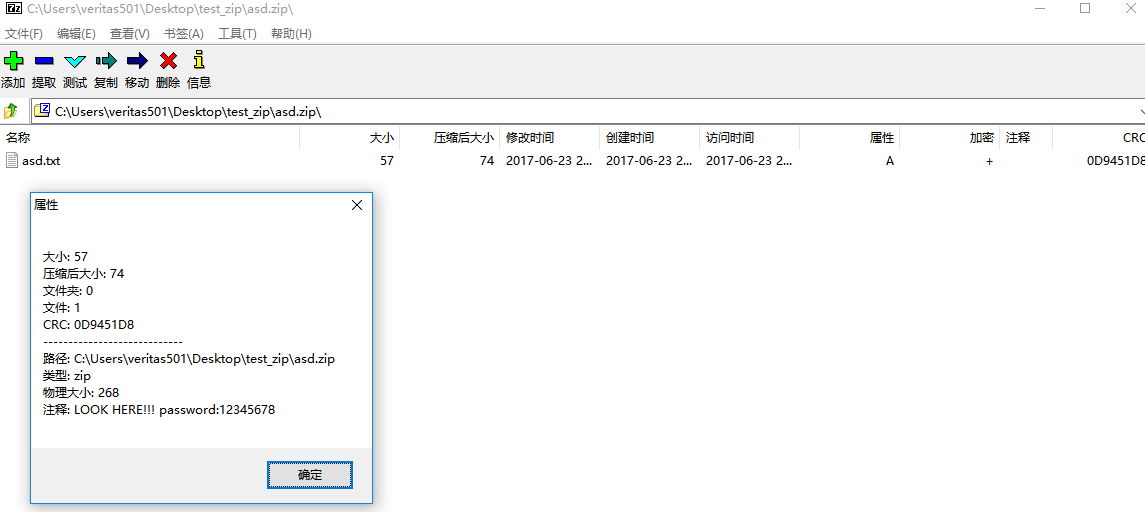 C:\Users\veritas501\Desktop\test_zip\asd.zip\
文件(F) 编辑(E) 查看(V) 书签(A) 工具(T) 帮助(H)
添加 提取 测试 复制 移动 删除 信息
C:\Users\veritas501\Desktop\test_zip\asd.zip\
名称 大小 压缩后大小 修改时间 创建时间 访问时间 属性 加密 注释 CRC
asd.txt 57 74 2017-06-23 2... 2017-06-23 2... 2017-06-23 2... A + 0D9451D8
属性
大小: 57
压缩后大小: 74
文件夹: 0
文件: 1
CRC: 0D9451D8
----------------------------
路径: C:\Users\veritas501\Desktop\test_zip\asd.zip
类型: zip
物理大小: 268
注释: LOOK HERE!!! password:12345678
确定